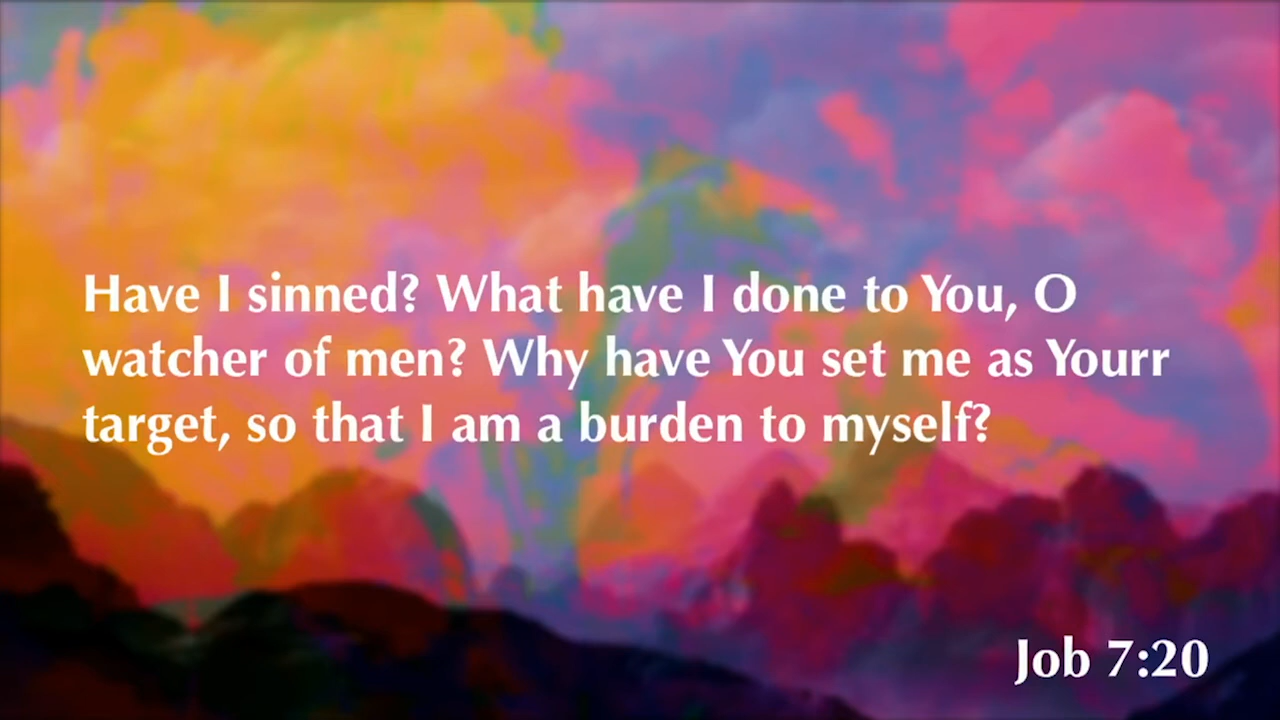 Have I sinned? What have I done to You, O
watcher of men? Why have You set me as Yourr
target, so that I am a burden to myself?
Job 7:20